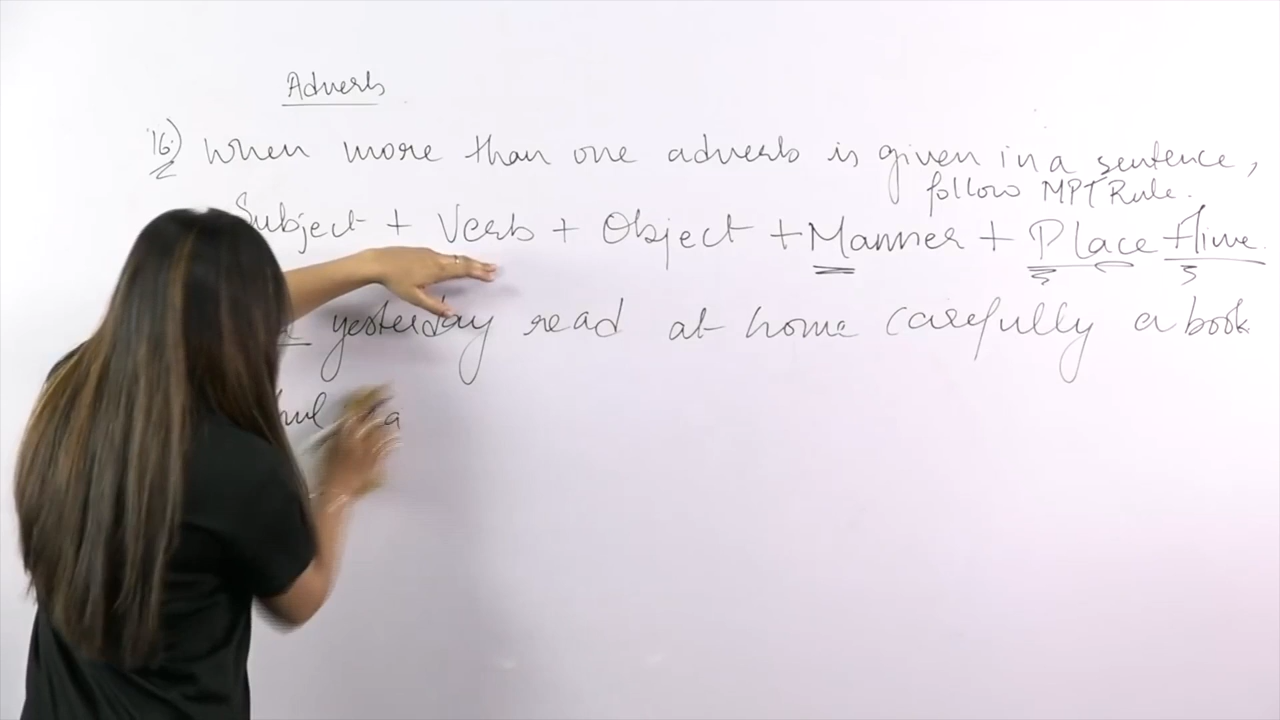 Adverb
16.) When more than one adverb is given in a sentence,
follow MPT Rule.
Subject + Verb + Object + Manner + Place + Time
yesterday read at home carefully a book.